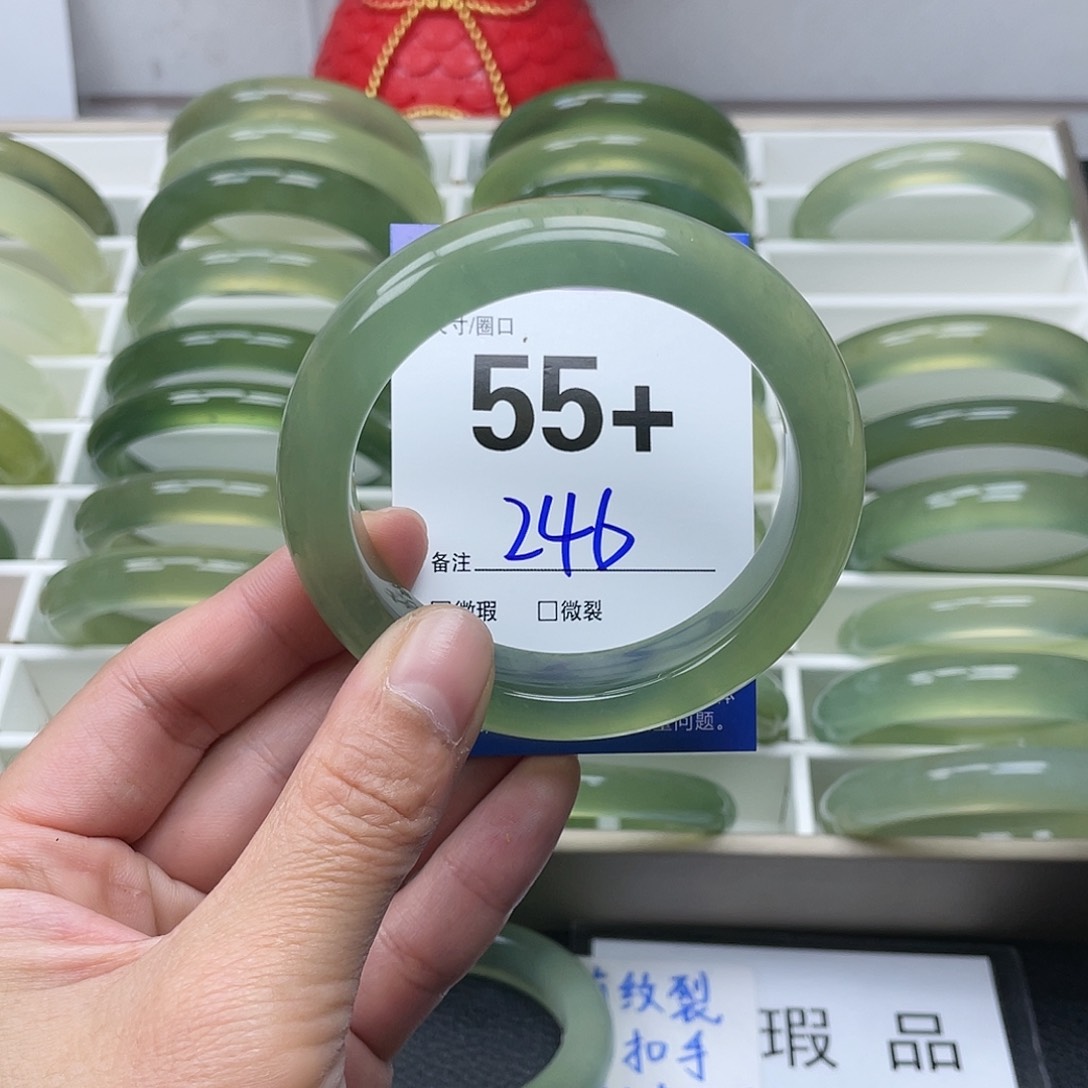 寸/圈口
55+
备注 246
微瑕 □微裂
问题。
纹裂
扣手
瑕 品